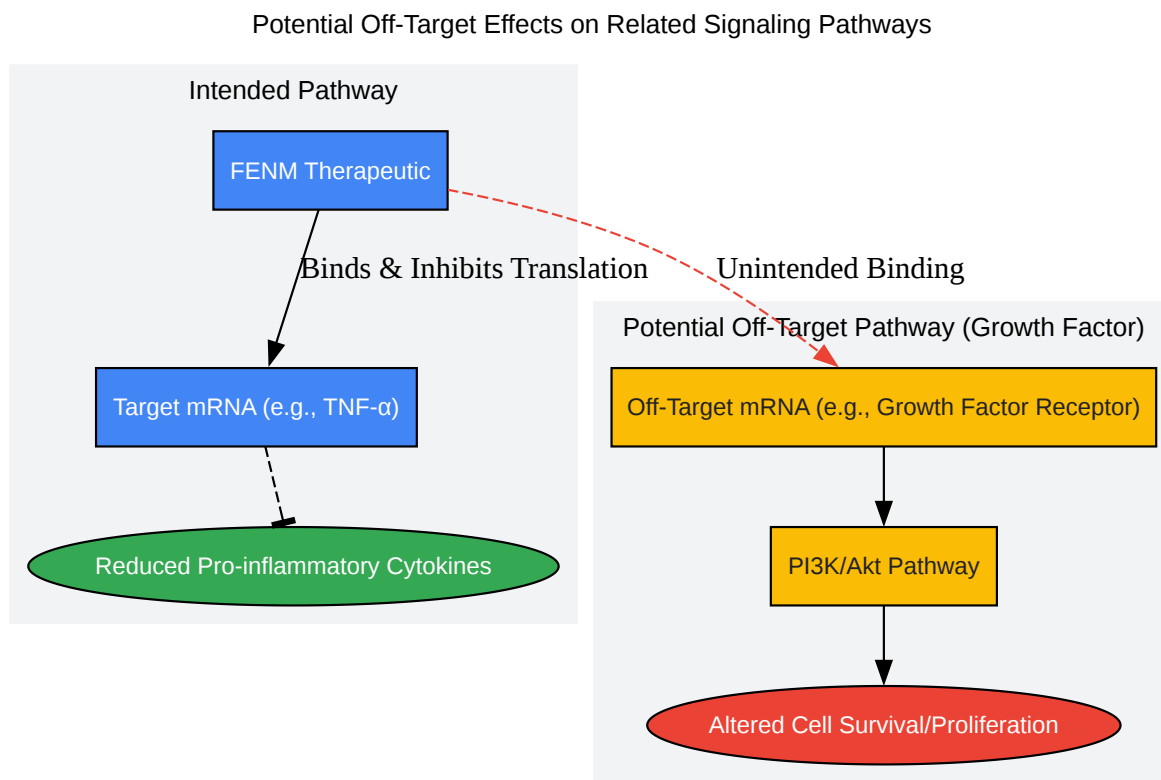 Potential Off-Target Effects on Related Signaling Pathways
Intended Pathway
FENM Therapeutic
Binds & Inhibits Translation
Unintended Binding
Potential Off-Target Pathway (Growth Factor)
Target mRNA (e.g., TNF-α)
Off-Target mRNA (e.g., Growth Factor Receptor)
Reduced Pro-inflammatory Cytokines
PI3K/Akt Pathway
Altered Cell Survival/Proliferation